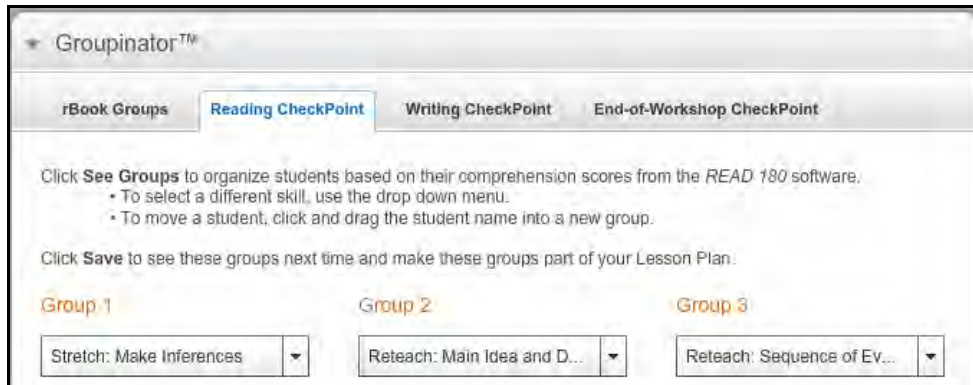 Groupinator™
rBook Groups Reading CheckPoint Writing CheckPoint End-of-Workshop CheckPoint
Click See Groups to organize students based on their comprehension scores from the READ 180 software.
• To select a different skill, use the drop down menu.
• To move a student, click and drag the student name into a new group.
Click Save to see these groups next time and make these groups part of your Lesson Plan.
Group 1 Group 2 Group 3
Stretch: Make Inferences Reteach: Main Idea and D... Reteach: Sequence of Ev...